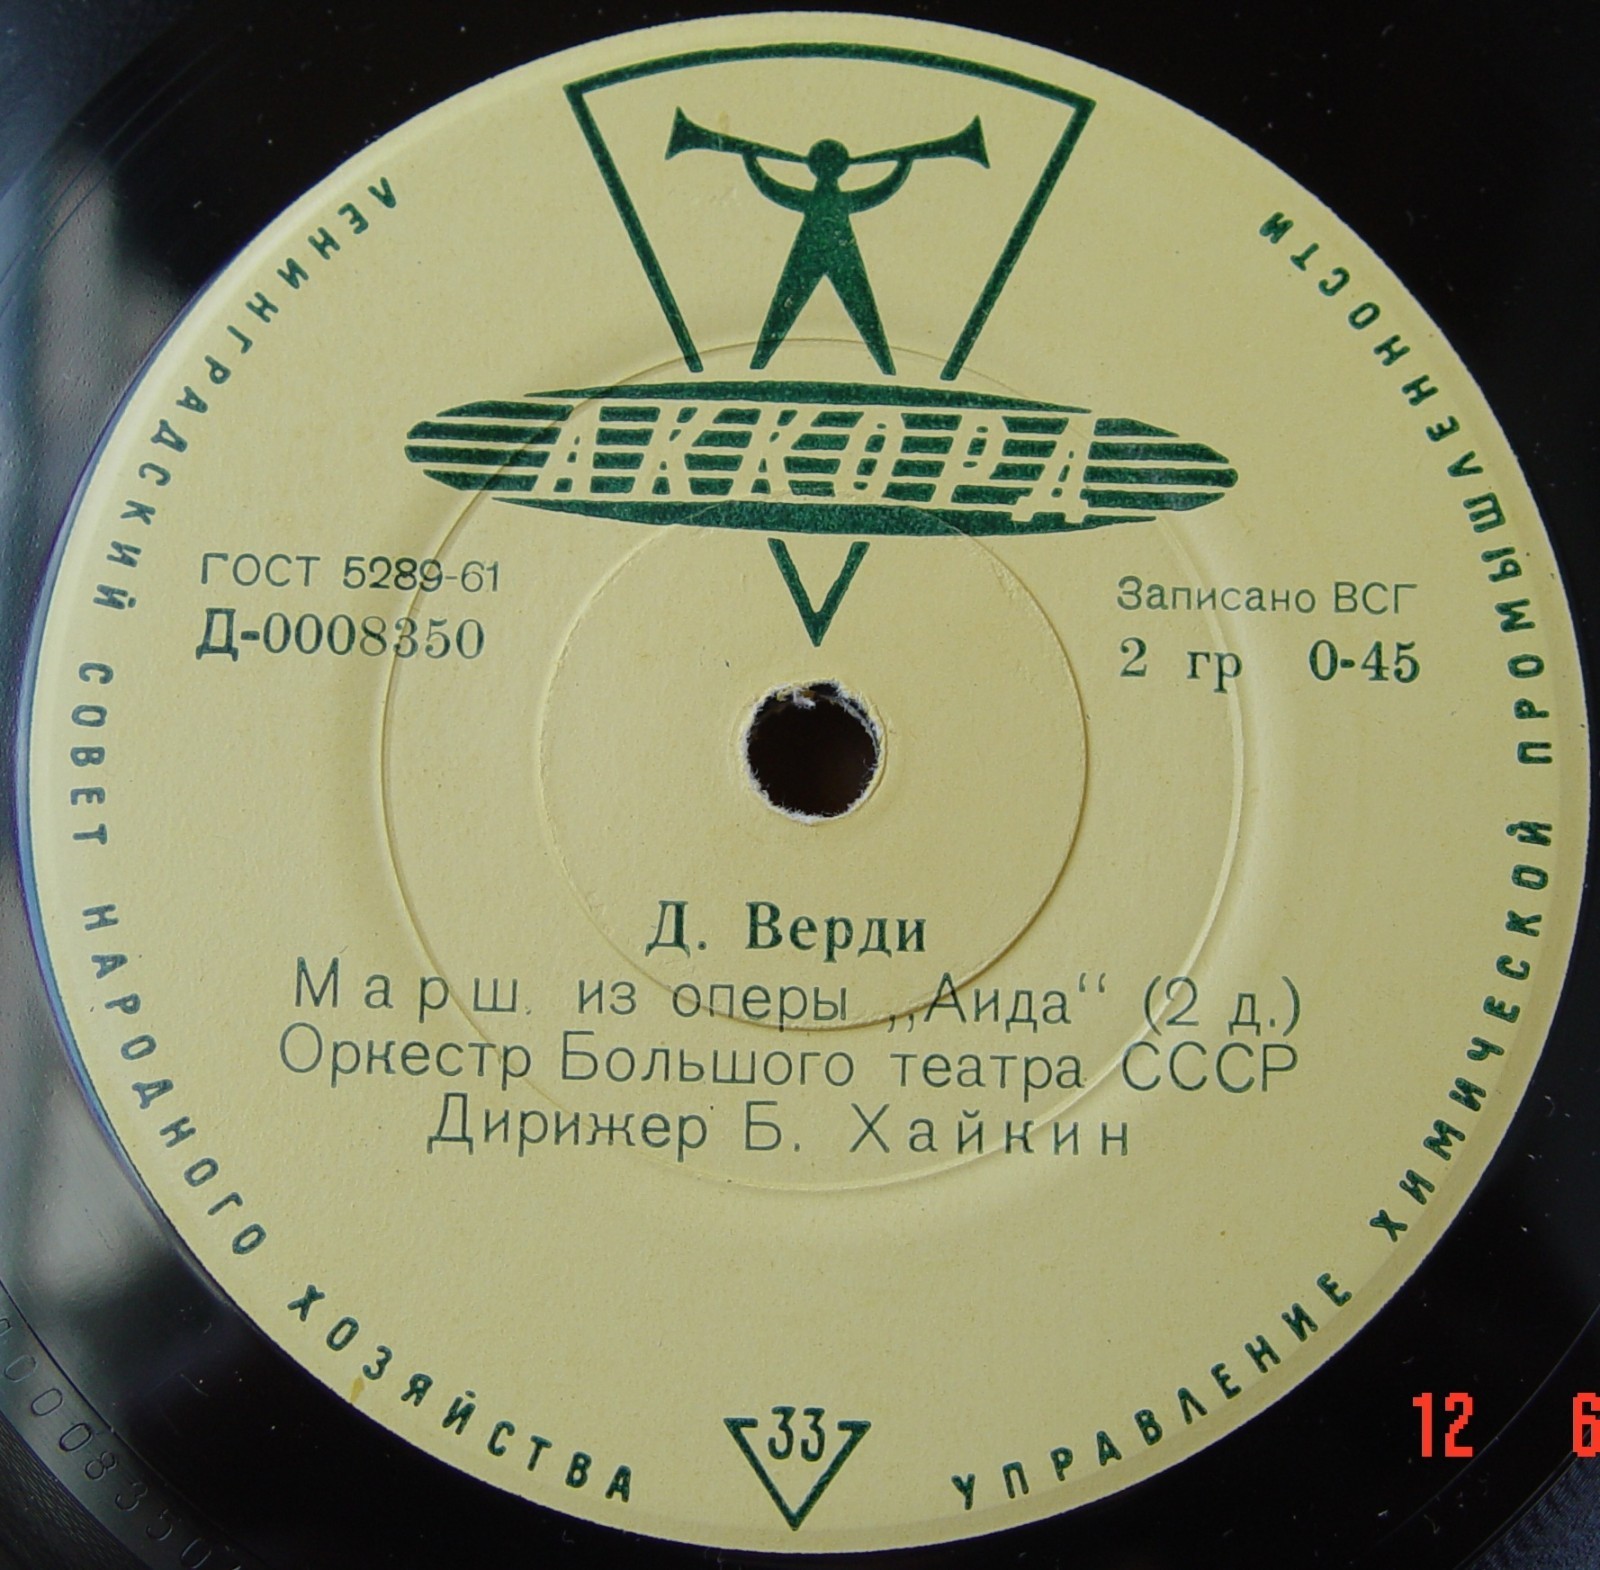 ЛЕНИНГРАДСКИЙ СОВЕТ НАРОДНОГО ХОЗЯЙСТВА
УПРАВЛЕНИЕ ХИМИЧЕСКОЙ ПРОМЫШЛЕННОСТИ
АККОРД
ГОСТ 5289-61
Д-0008350
Записано ВСГ
2 гр 0-45
Д. Верди
Марш из оперы „Аида“ (2 д.)
Оркестр Большого театра СССР
Дирижер Б. Хайкин
33
12 6